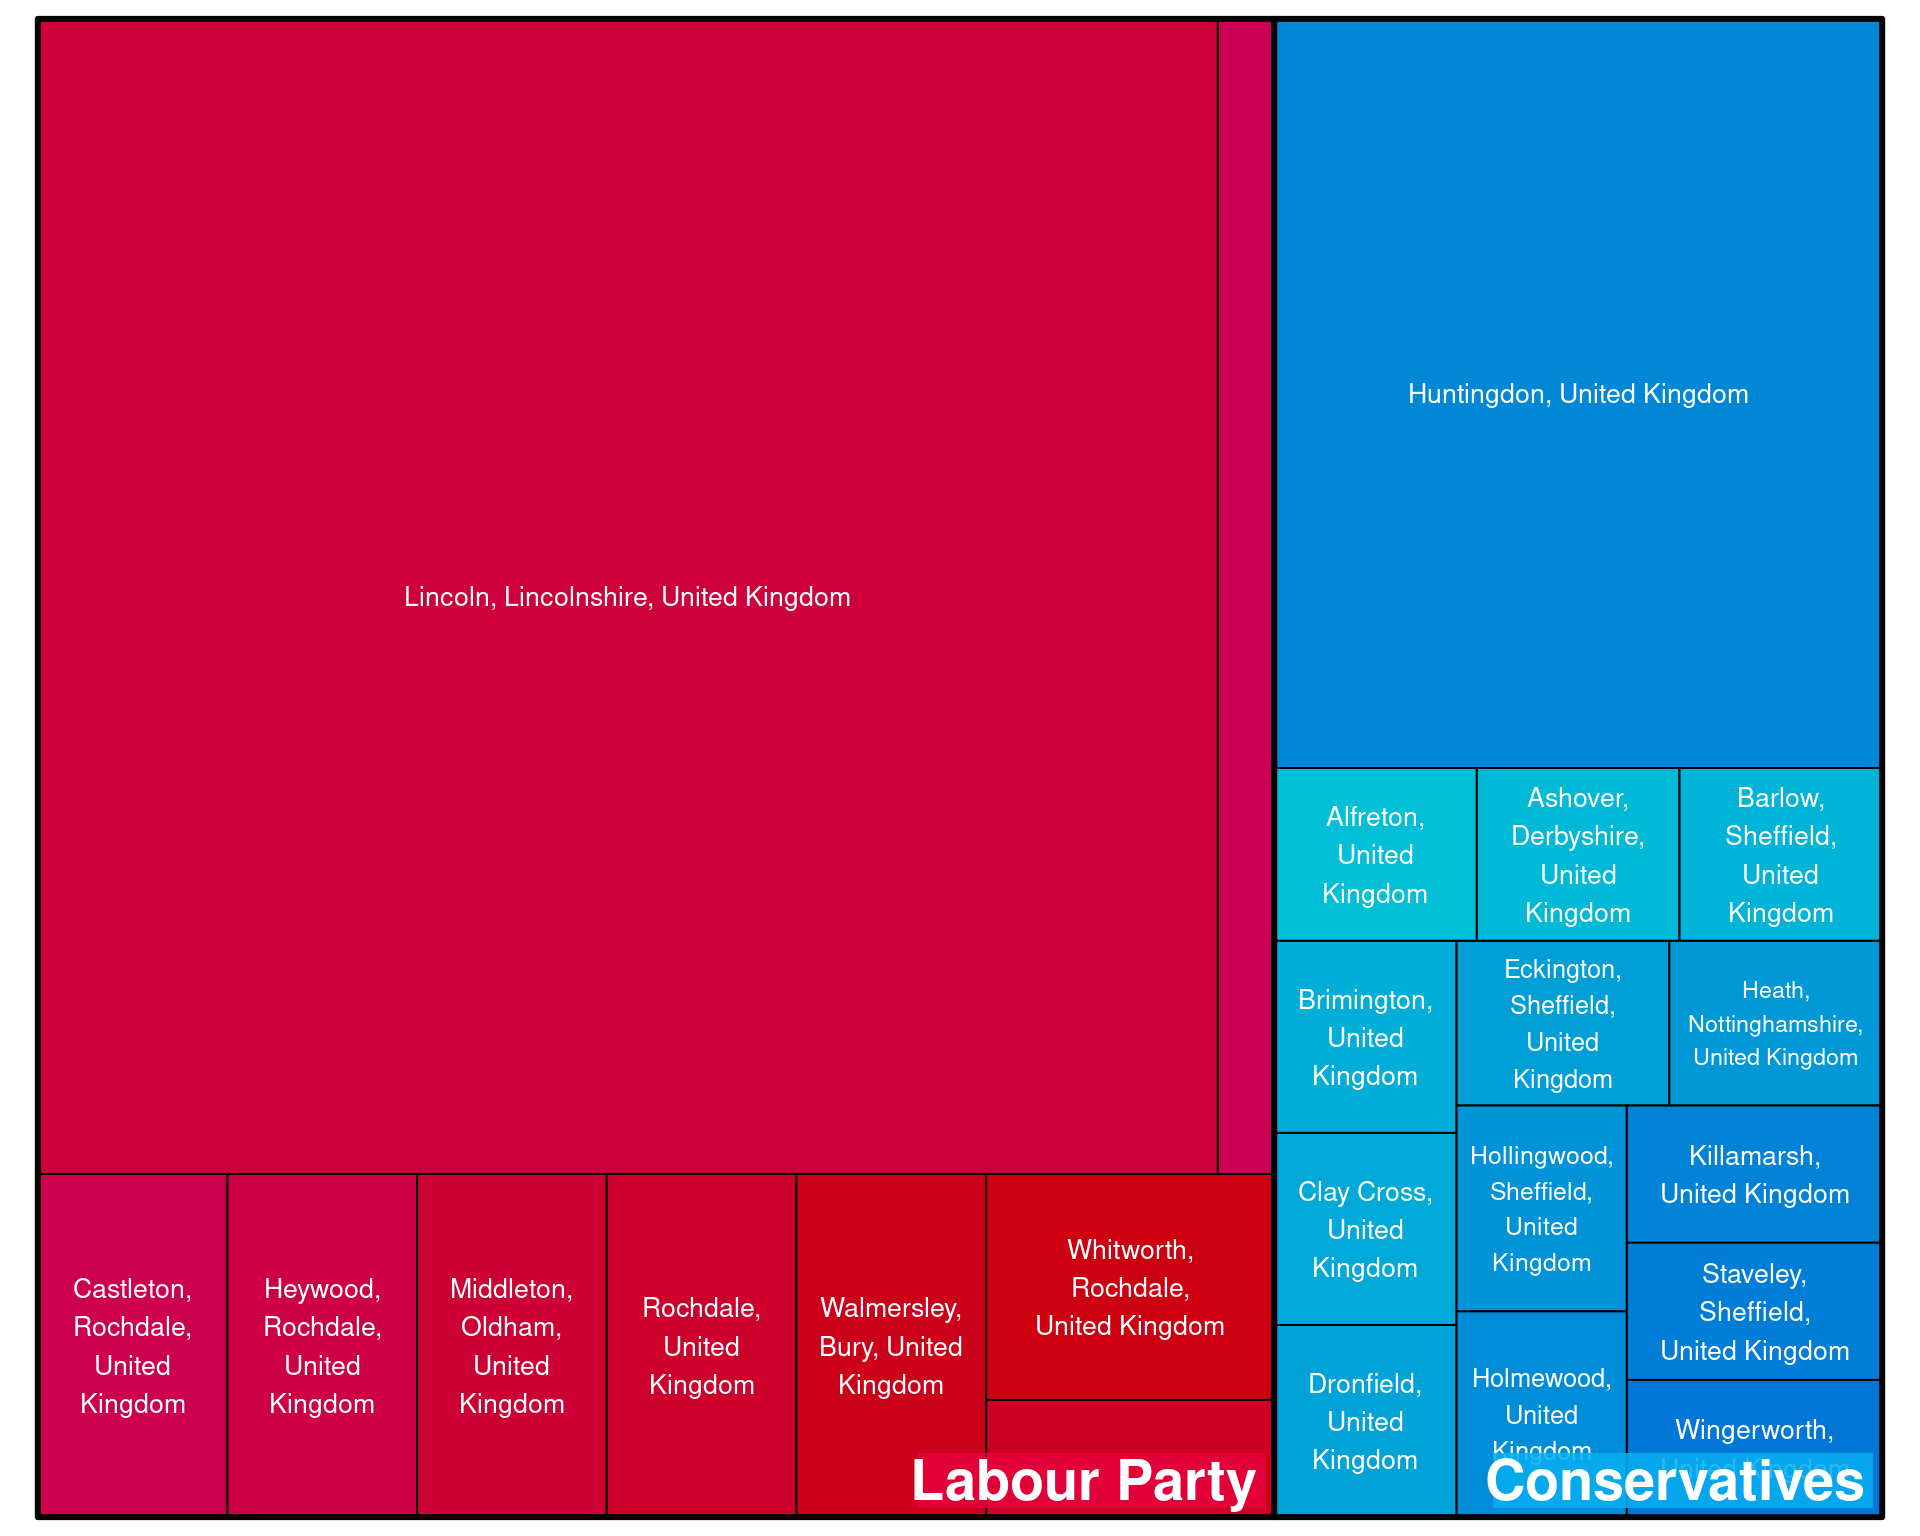 Lincoln, Lincolnshire, United Kingdom
Castleton,
Rochdale,
United
Kingdom
Heywood,
Rochdale,
United
Kingdom
Middleton,
Oldham,
United
Kingdom
Rochdale,
United
Kingdom
Walmersley,
Bury, United
Kingdom
Whitworth,
Rochdale,
United Kingdom
Labour Party
Huntingdon, United Kingdom
Alfreton,
United
Kingdom
Ashover,
Derbyshire,
United
Kingdom
Barlow,
Sheffield,
United
Kingdom
Brimington,
United
Kingdom
Clay Cross,
United
Kingdom
Dronfield,
United
Kingdom
Eckington,
Sheffield,
United
Kingdom
Heath,
Nottinghamshire,
United Kingdom
Hollingwood,
Sheffield,
United
Kingdom
Holmewood,
United
Kingdom
Killamarsh,
United Kingdom
Staveley,
Sheffield,
United Kingdom
Wingerworth,
United Kingdom
Conservatives